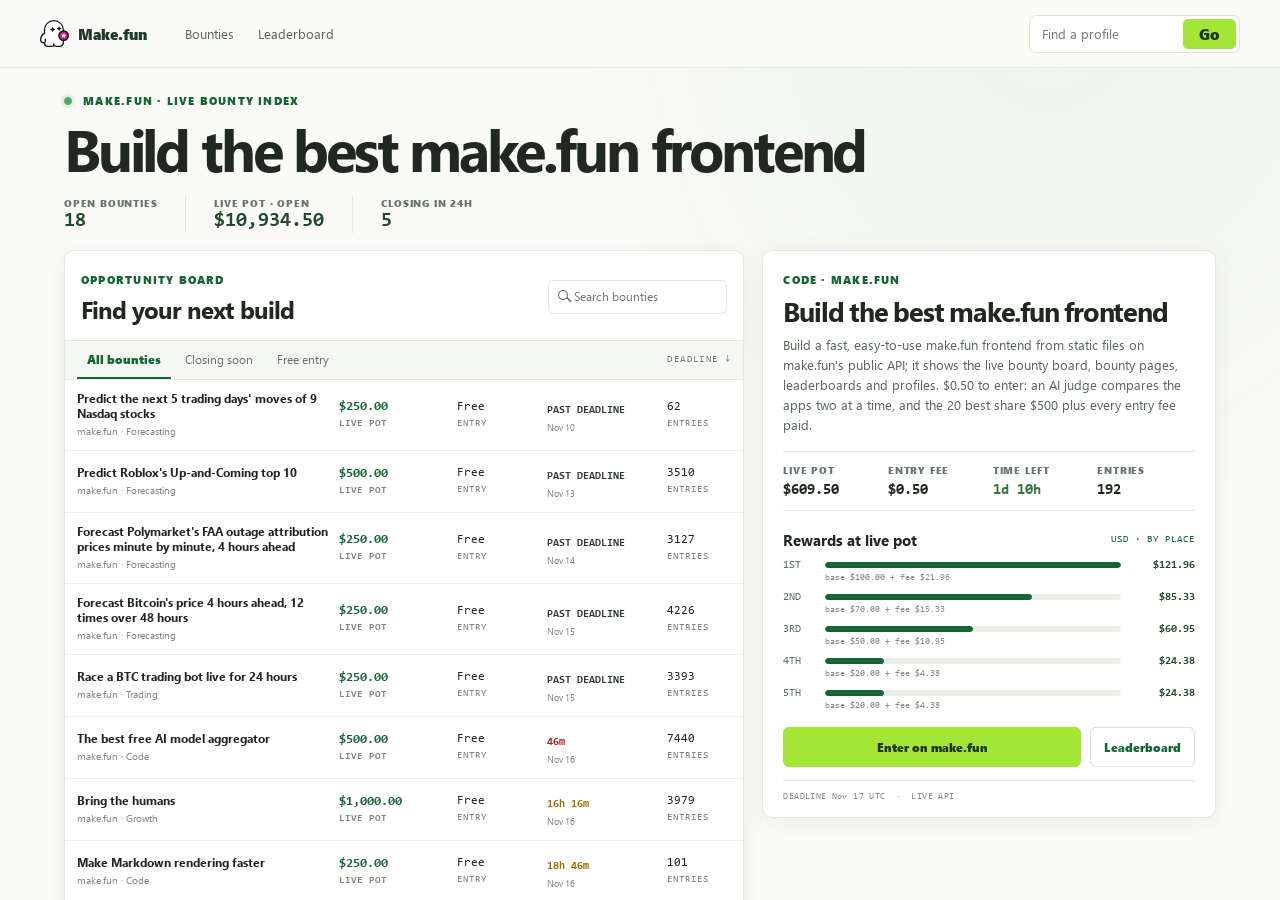 Make.fun
Bounties
Leaderboard
Find a profile
Go
MAKE.FUN · LIVE BOUNTY INDEX
Build the best make.fun frontend
OPEN BOUNTIES
18
LIVE POT · OPEN
$10,934.50
CLOSING IN 24H
5
OPPORTUNITY BOARD
Find your next build
Search bounties
All bounties
Closing soon
Free entry
DEADLINE ↓
Predict the next 5 trading days' moves of 9
Nasdaq stocks
make.fun · Forecasting
$250.00
LIVE POT
Free
ENTRY
PAST DEADLINE
Nov 10
62
ENTRIES
Predict Roblox's Up-and-Coming top 10
make.fun · Forecasting
$500.00
LIVE POT
Free
ENTRY
PAST DEADLINE
Nov 13
3510
ENTRIES
Forecast Polymarket's FAA outage attribution
prices minute by minute, 4 hours ahead
make.fun · Forecasting
$250.00
LIVE POT
Free
ENTRY
PAST DEADLINE
Nov 14
3127
ENTRIES
Forecast Bitcoin's price 4 hours ahead, 12
times over 48 hours
make.fun · Forecasting
$250.00
LIVE POT
Free
ENTRY
PAST DEADLINE
Nov 15
4226
ENTRIES
Race a BTC trading bot live for 24 hours
make.fun · Trading
$250.00
LIVE POT
Free
ENTRY
PAST DEADLINE
Nov 15
3393
ENTRIES
The best free AI model aggregator
make.fun · Code
$500.00
LIVE POT
Free
ENTRY
46m
Nov 16
7440
ENTRIES
Bring the humans
make.fun · Growth
$1,000.00
LIVE POT
Free
ENTRY
16h 16m
Nov 16
3979
ENTRIES
Make Markdown rendering faster
make.fun · Code
$250.00
LIVE POT
Free
ENTRY
18h 46m
Nov 16
101
ENTRIES
CODE · MAKE.FUN
Build the best make.fun frontend
Build a fast, easy-to-use make.fun frontend from static files on
make.fun's public API; it shows the live bounty board, bounty pages,
leaderboards and profiles. $0.50 to enter: an AI judge compares the
apps two at a time, and the 20 best share $500 plus every entry fee
paid.
LIVE POT
$609.50
ENTRY FEE
$0.50
TIME LEFT
1d 10h
ENTRIES
192
Rewards at live pot
USD · BY PLACE
1ST
$121.96
base $100.00 + fee $21.96
2ND
$85.33
base $70.00 + fee $15.33
3RD
$60.95
base $50.00 + fee $10.95
4TH
$24.38
base $20.00 + fee $4.38
5TH
$24.38
base $20.00 + fee $4.38
Enter on make.fun
Leaderboard
DEADLINE Nov 17 UTC · LIVE API